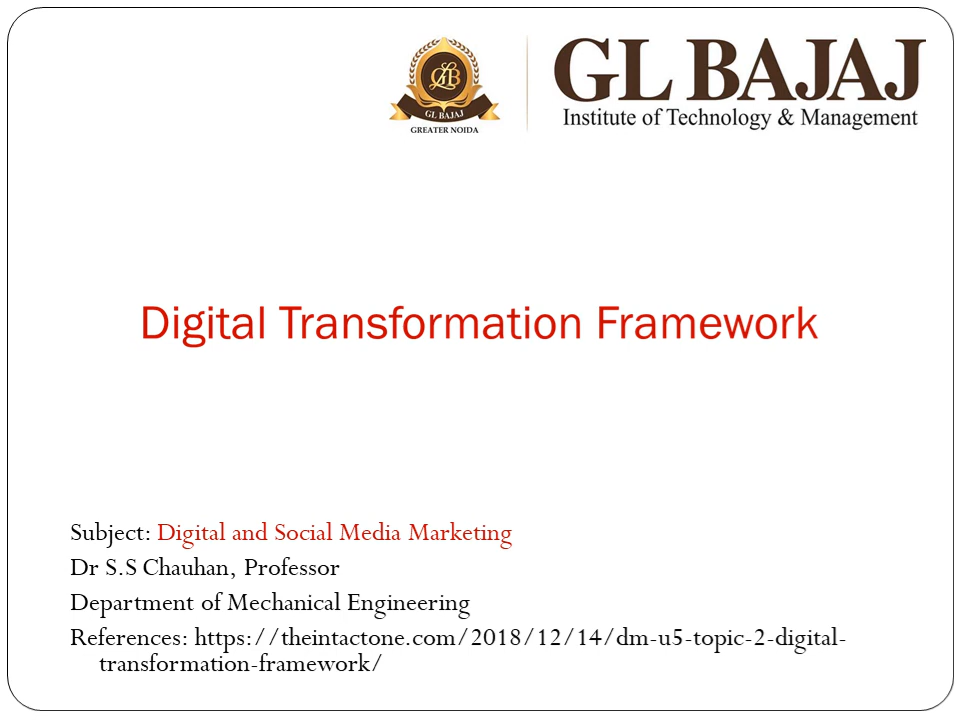 GL BAJAJ
GREATER NOIDA
GL BAJAJ
Institute of Technology & Management
Digital Transformation Framework
Subject: Digital and Social Media Marketing
Dr S.S Chauhan, Professor
Department of Mechanical Engineering
References: https://theintactone.com/2018/12/14/dm-u5-topic-2-digital-
transformation-framework/